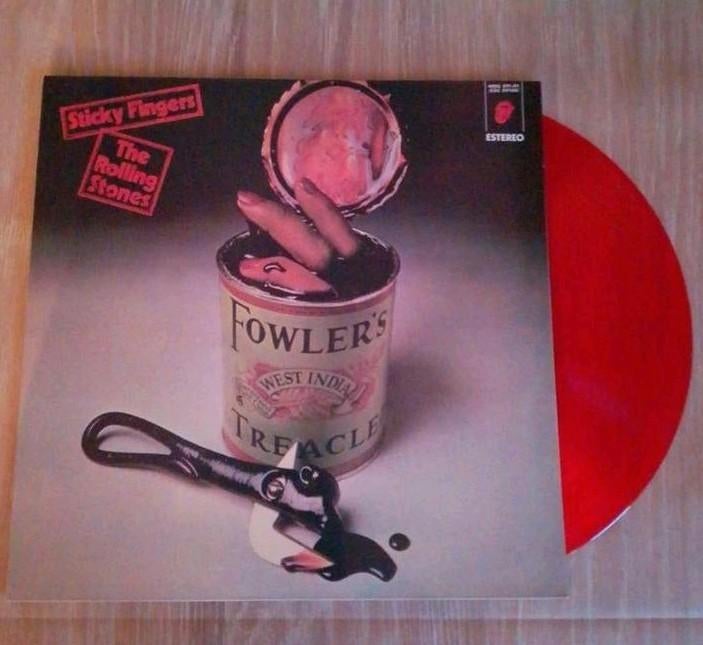 Sticky Fingers
The
Rolling
Stones
ESTEREO
FOWLER'S
WEST INDIA
TREACLE